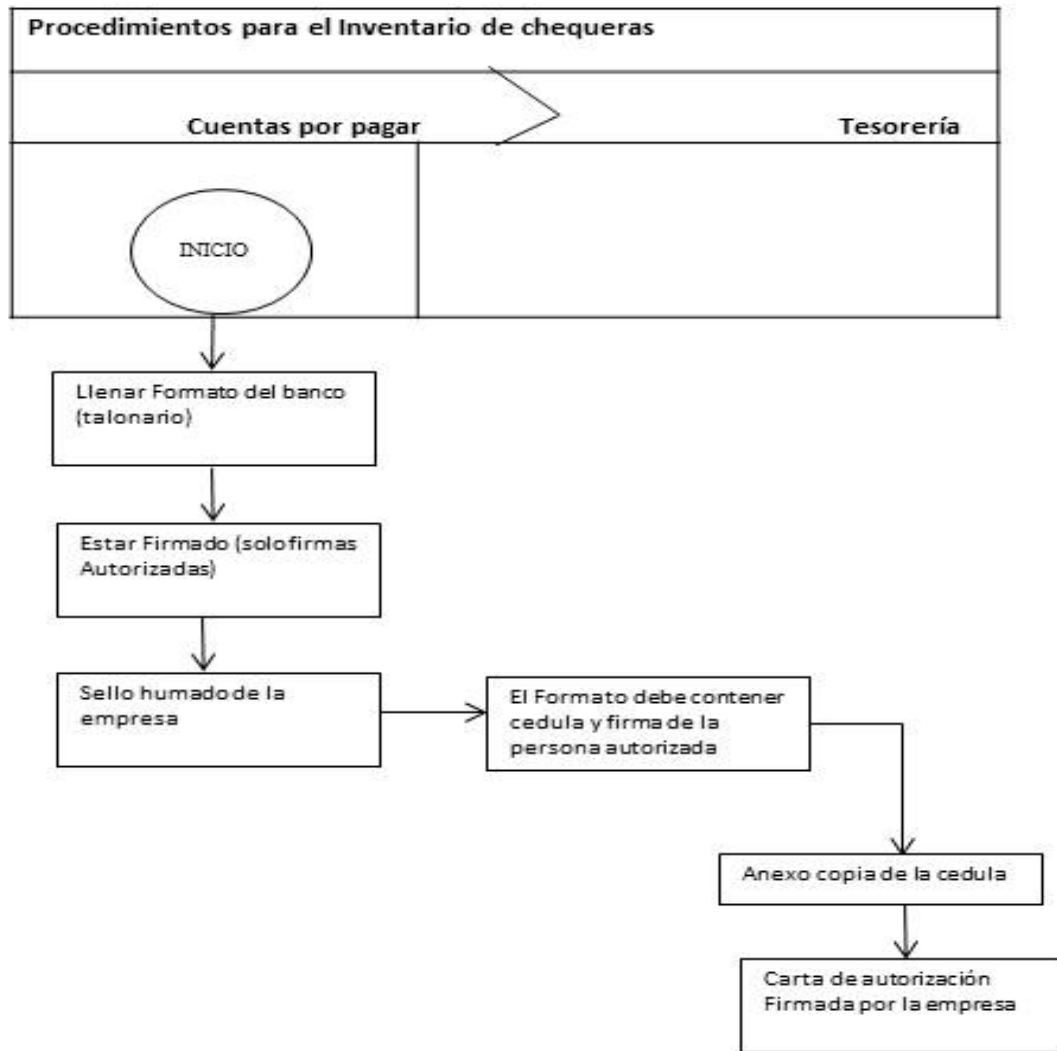 Procedimientos para el Inventario de chequeras
Cuentas por pagar
Tesorería
INICIO
Llenar Formato del banco
(talonario)
Estar Firmado (solo firmas
Autorizadas)
Sello humado de la
empresa
El Formato debe contener
cedula y firma de la
persona autorizada
Anexo copia de la cedula
Carta de autorización
Firmada por la empresa